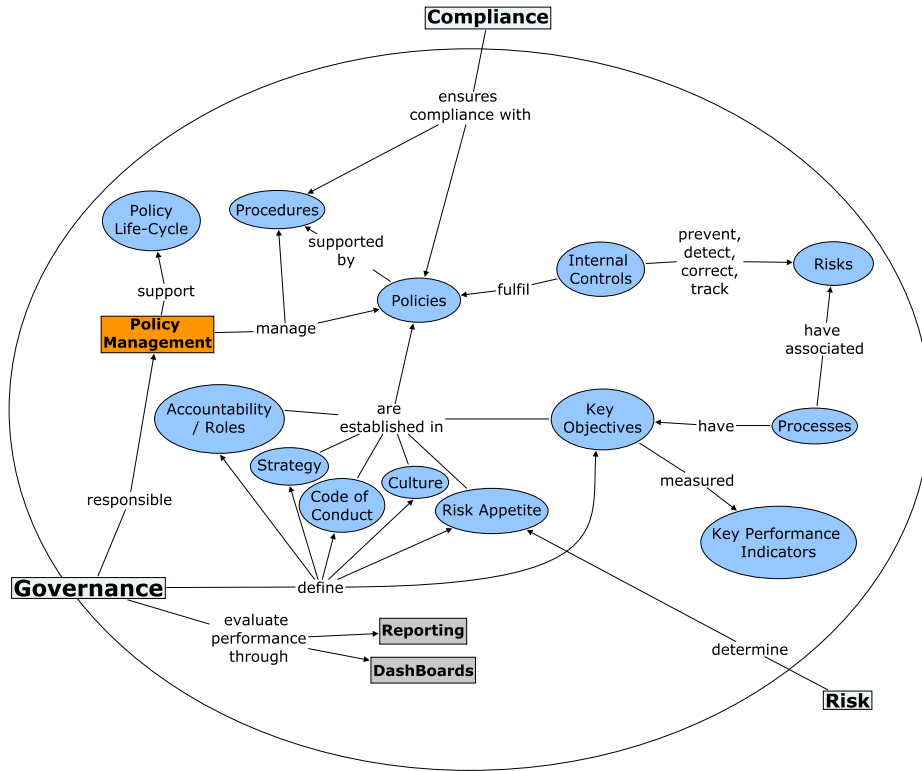 Compliance
ensures
compliance with
Policy
Life-Cycle
Procedures
supported
by
prevent,
detect,
correct,
track
Internal
Controls
Risks
support
Policies
fulfil
Policy
Management
manage
have
associated
Accountability
/ Roles
are
established in
Key
Objectives
have
Processes
Strategy
Code of
Conduct
Culture
Risk Appetite
measured
responsible
Key Performance
Indicators
Governance
define
evaluate
performance
through
Reporting
DashBoards
determine
Risk